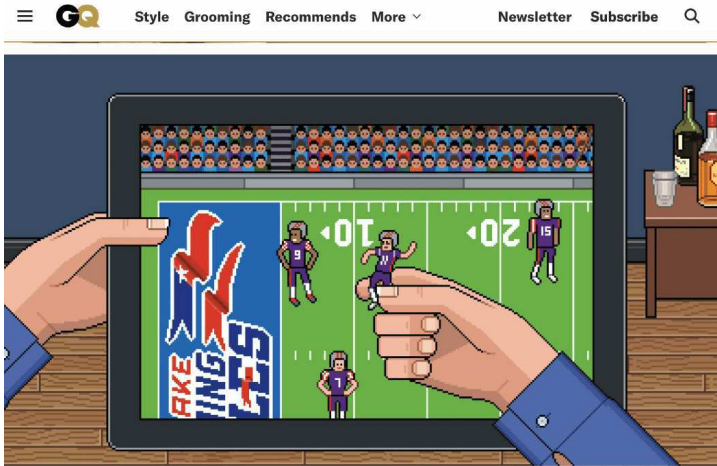 GQ Style Grooming Recommends More Newsletter Subscribe
10 20
9 11 15
7
AKE
ING